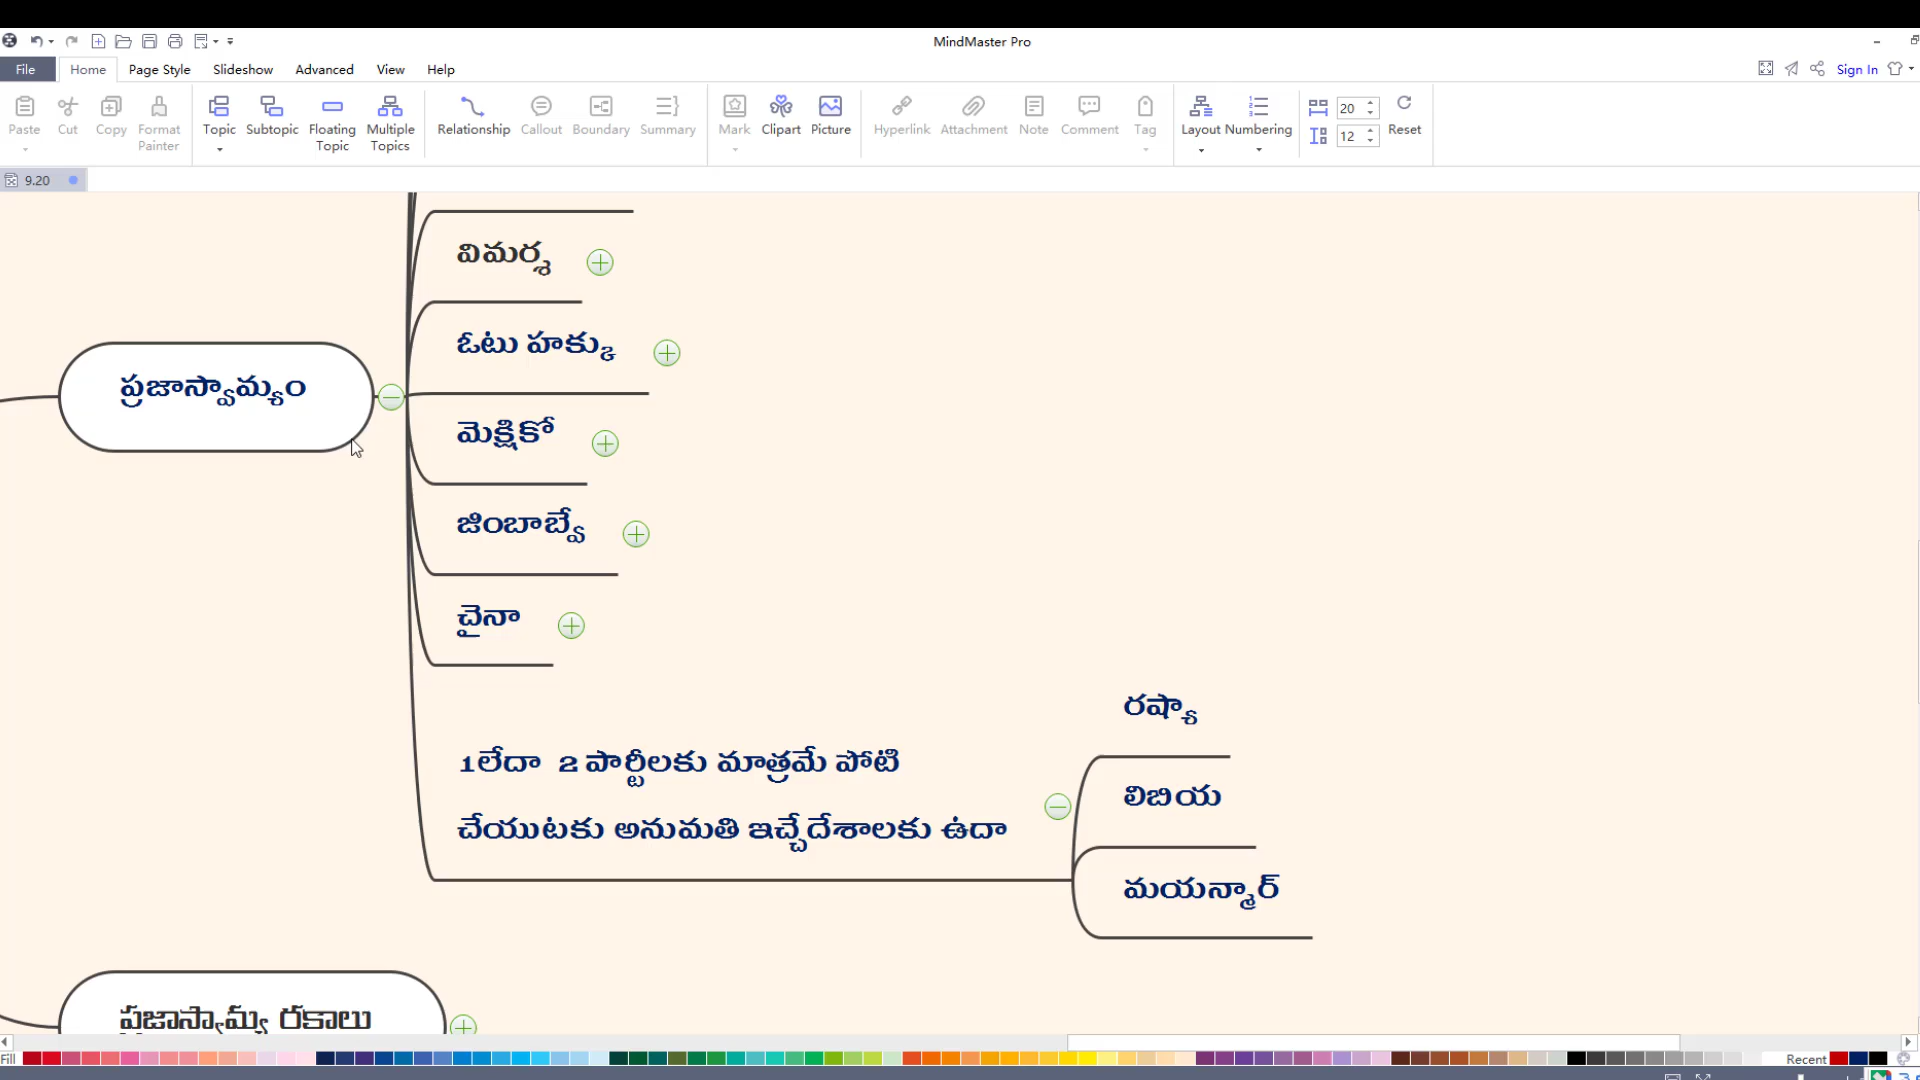 MindMaster Pro
File Home Page Style Slideshow Advanced View Help Sign In
Paste Cut Copy Format Painter Topic Subtopic Floating Topic Multiple Topics Relationship Callout Boundary Summary Mark Clipart Picture Hyperlink Attachment Note Comment Tag Layout Numbering 20 12 Reset
9.20
విమర్శ
ఓటు హక్కు
ప్రజాస్వామ్యం
మెక్షికో
జింబాబ్వే
చైనా
రష్యా
1లేదా 2 పార్టీలకు మాత్రమే పోటి
చేయుటకు అనుమతి ఇచ్చేదేశాలకు ఉదా
లిబియ
మయన్మార్
ప్రజాస్వామ్య రకాలు
Fill Recent